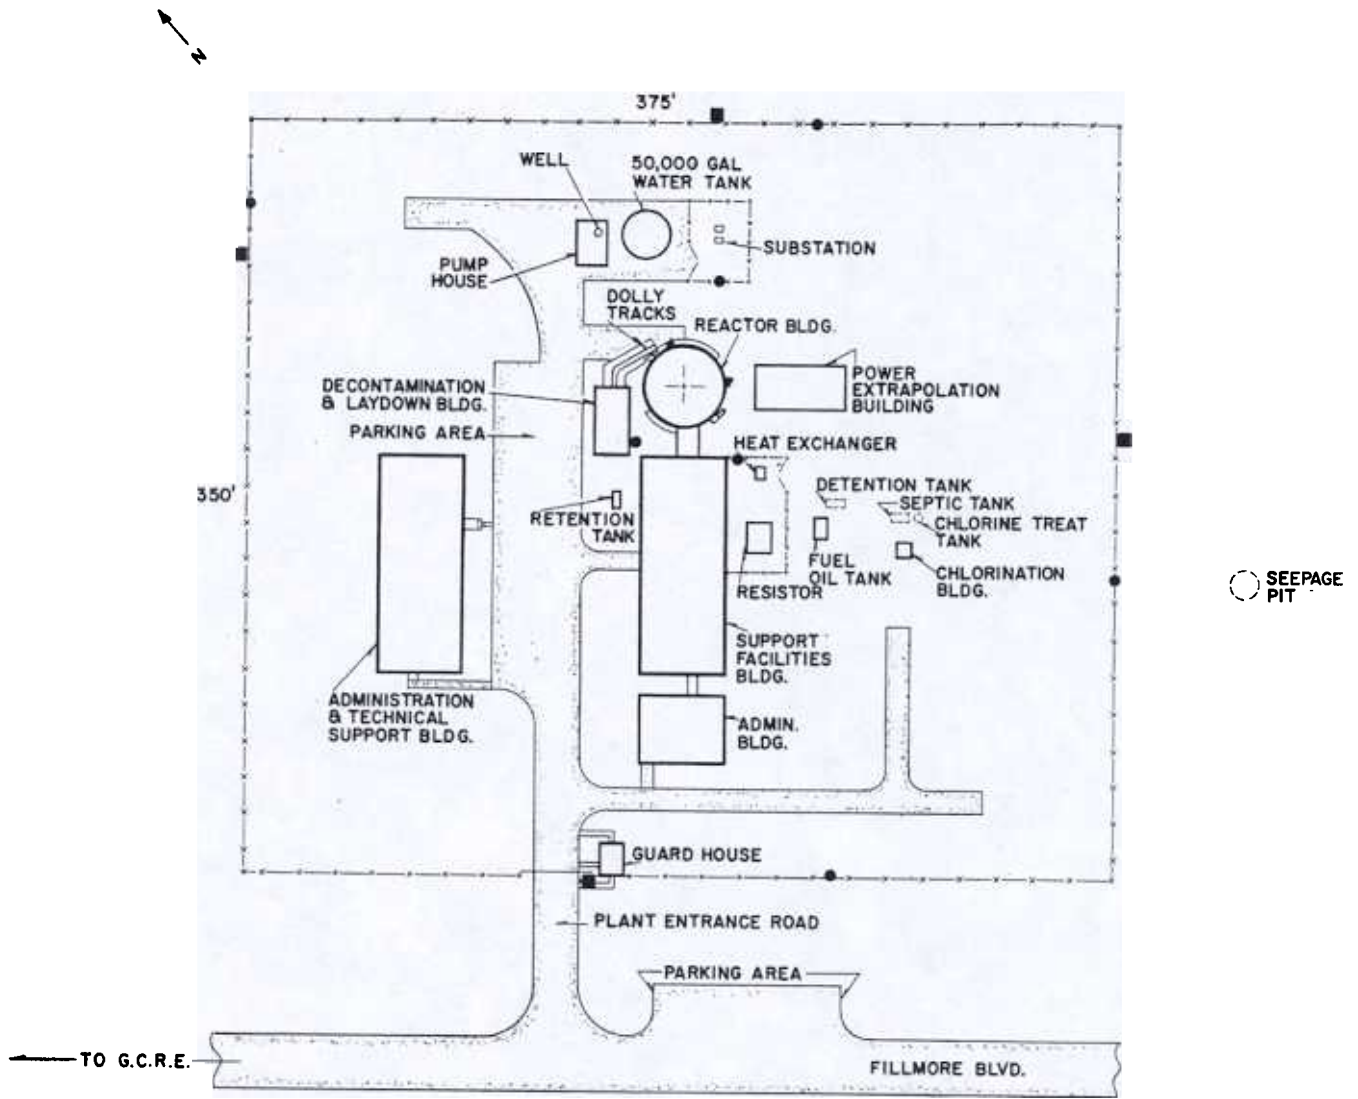 N
375'
WELL
50,000 GAL
WATER TANK
SUBSTATION
PUMP
HOUSE
DOLLY
TRACKS
REACTOR BLDG.
DECONTAMINATION
& LAYDOWN BLDG.
POWER
EXTRAPOLATION
BUILDING
PARKING AREA
HEAT EXCHANGER
350'
DETENTION TANK
SEPTIC TANK
CHLORINE TREAT
TANK
RETENTION
TANK
FUEL
OIL TANK
CHLORINATION
BLDG.
SEEPAGE
PIT
RESISTOR
SUPPORT
FACILITIES
BLDG.
ADMINISTRATION
& TECHNICAL
SUPPORT BLDG.
ADMIN.
BLDG.
GUARD HOUSE
PLANT ENTRANCE ROAD
PARKING AREA
TO G.C.R.E.
FILLMORE BLVD.